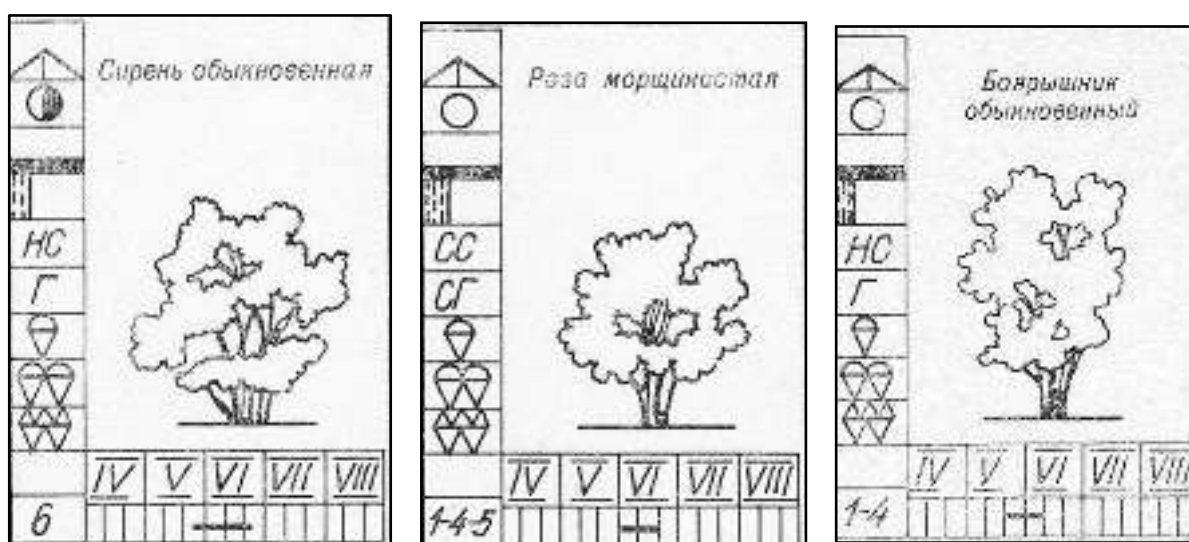 Сирень обыкновенная
НС
Г
IV V VI VII VIII
6
Роза морщинистая
СС
СГ
IV V VI VII VIII
1-4-5
Боярышник
обыкновенный
НС
Г
IV V VI VII VIII
1-4